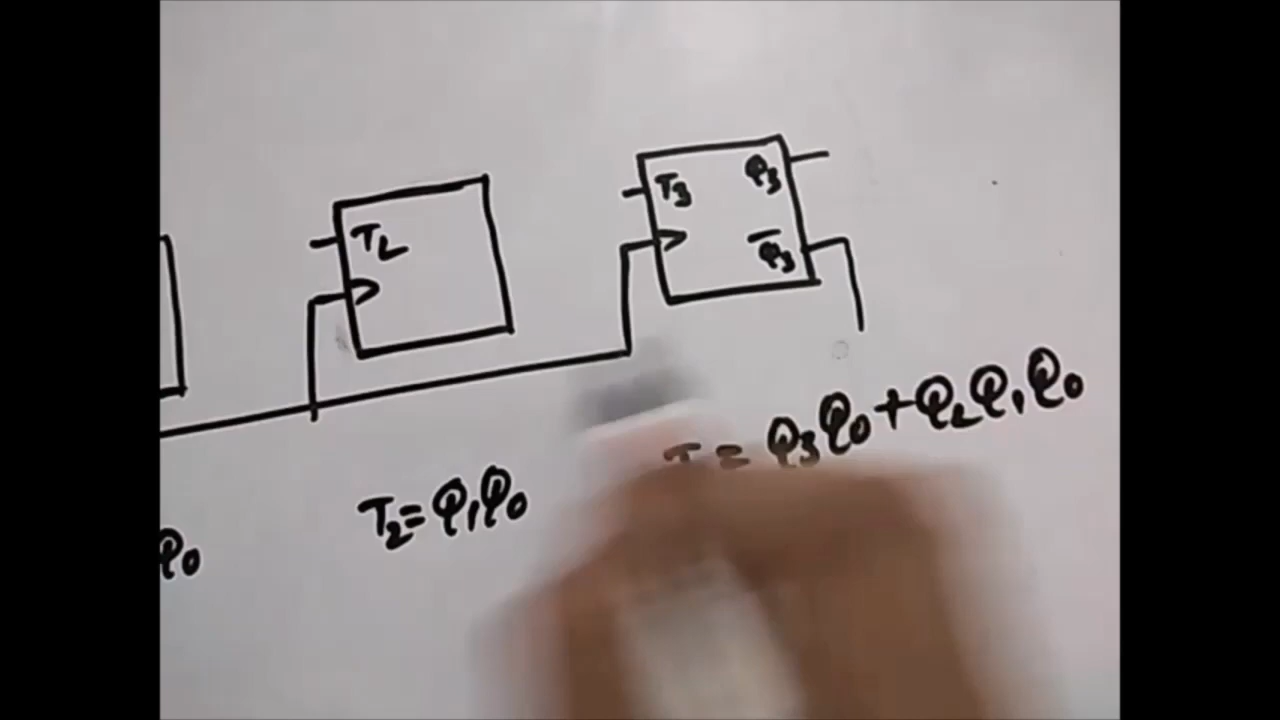 T₂
T₃ Q₃
Q̅₃
T = Q₃Q₀ + Q₂Q₁Q₀
T₂ = Q₁Q₀
Q₀